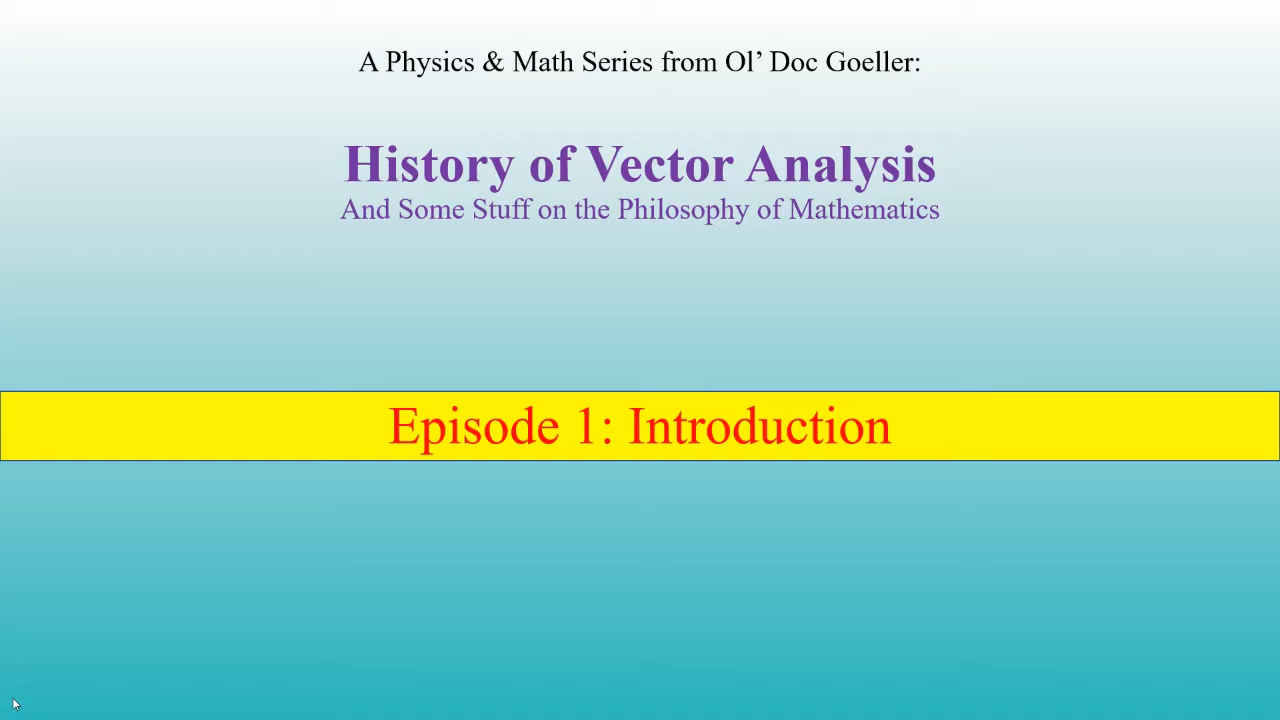 A Physics & Math Series from Ol’ Doc Goeller:
History of Vector Analysis
And Some Stuff on the Philosophy of Mathematics
Episode 1: Introduction